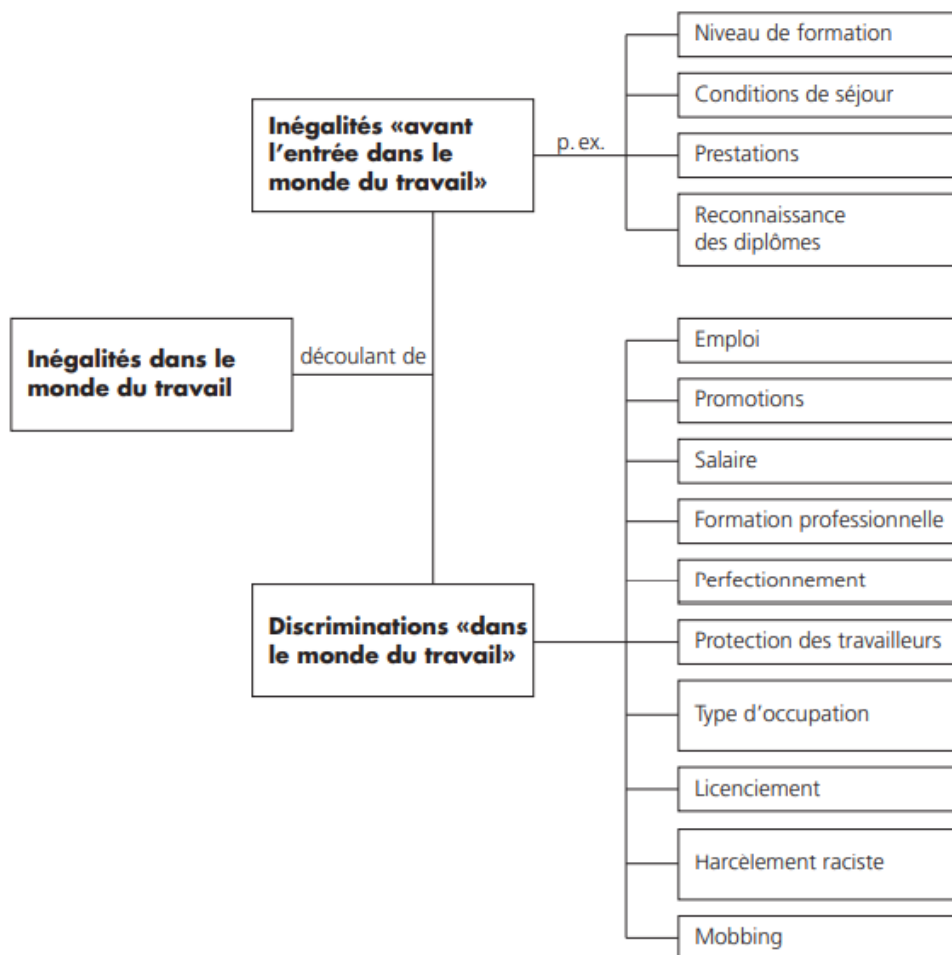 Niveau de formation
Conditions de séjour
Inégalités «avant
l'entrée dans le
monde du travail»
p. ex.
Prestations
Reconnaissance
des diplômes
Inégalités dans le
monde du travail
découlant de
Emploi
Promotions
Salaire
Formation professionnelle
Perfectionnement
Discriminations «dans
le monde du travail»
Protection des travailleurs
Type d'occupation
Licenciement
Harcèlement raciste
Mobbing